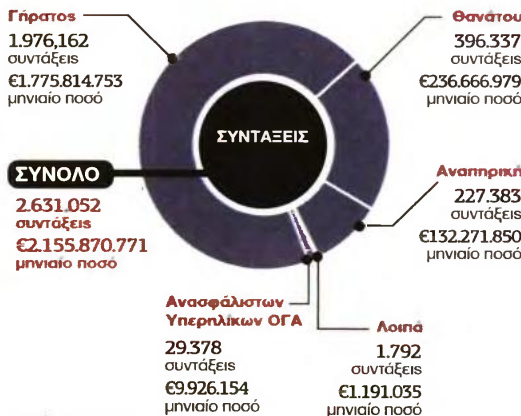 Γήρατος
1.976,162
συντάξεις
€1.775.814.753
μηνιαίο ποσό
Θανάτου
396.337
συντάξεις
€236.666.979
μηνιαίο ποσό
ΣΥΝΤΑΞΕΙΣ
ΣΥΝΟΛΟ
2.631.052
συντάξεις
€2.155.870.771
μηνιαίο ποσό
Αναπηρική
227.383
συντάξεις
€132.271.850
μηνιαίο ποσό
Ανασφάλιστων
Υπερηλίκων ΟΓΑ
29.378
συντάξεις
€9.926.154
μηνιαίο ποσό
Λοιπά
1.792
συντάξεις
€1.191.035
μηνιαίο ποσό